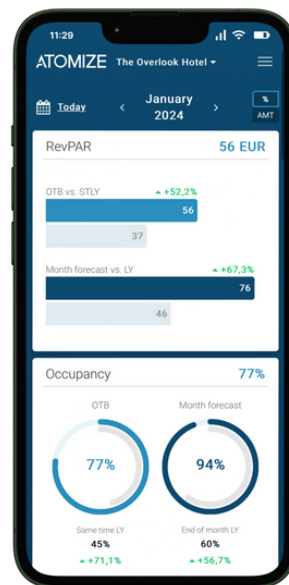 11:29
ATOMIZE The Overlook Hotel
%
Today January 2024
AMT
RevPAR 56 EUR
OTB vs. STLY +52,2%
56
37
Month forecast vs. LY +67,3%
76
46
Occupancy 77%
OTB Month forecast
77% 94%
Same time LY End of month LY
45% 60%
+71,1% +56,7%